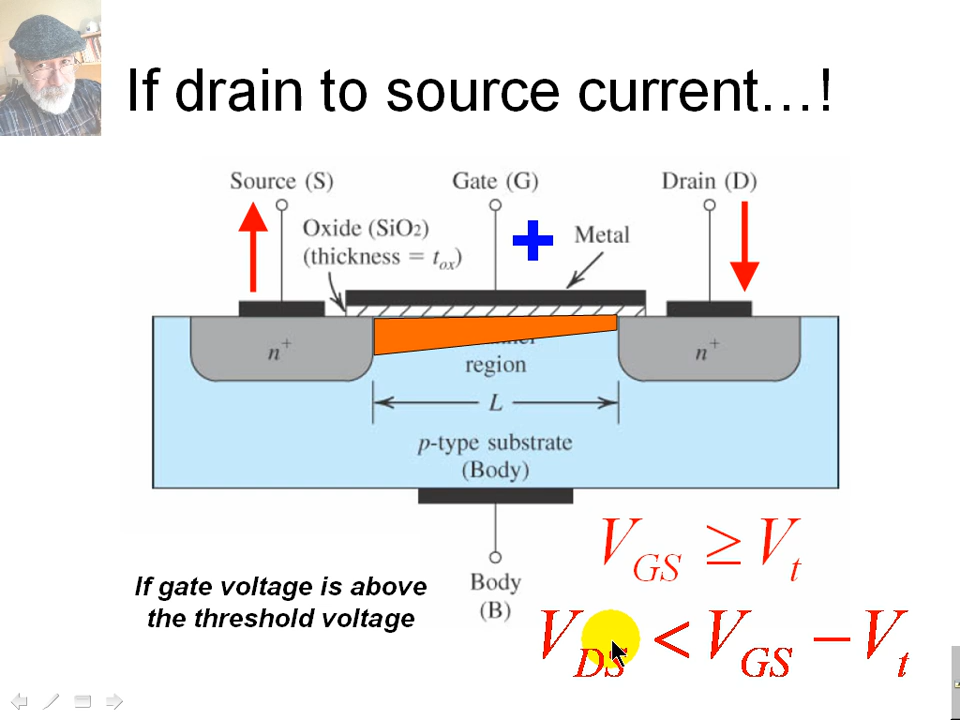 If drain to source current...!
Source (S)
Gate (G)
Drain (D)
Oxide (SiO2)
(thickness = tox)
+
Metal
n+
n+
region
L
p-type substrate
(Body)
VGS ≥ Vt
If gate voltage is above
the threshold voltage
Body
(B)
VDS < VGS − Vt